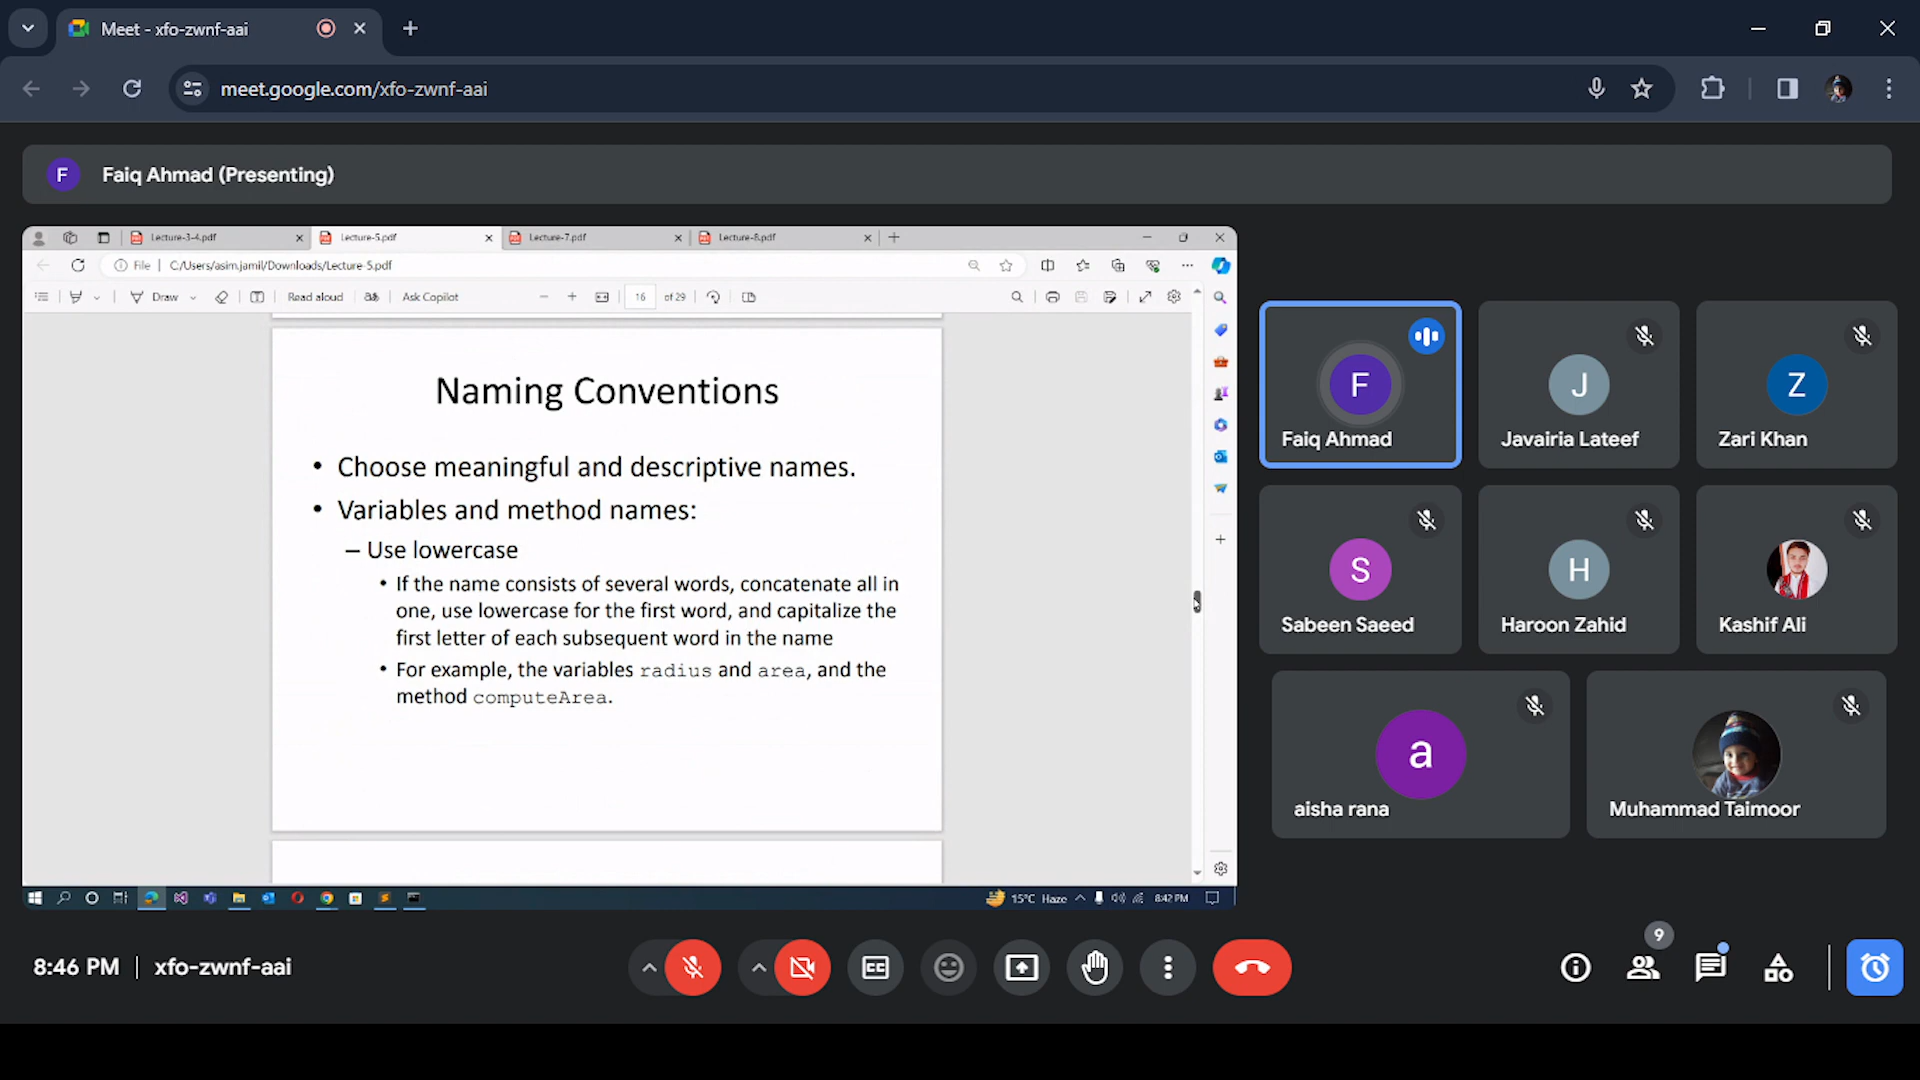 Meet - xfo-zwnf-aai
meet.google.com/xfo-zwnf-aai
F Faiq Ahmad (Presenting)
Lecture-3-4.pdf Lecture-5.pdf Lecture-7.pdf Lecture-8.pdf
File C:/Users/asim.jamil/Downloads/Lecture-5.pdf
Draw Read aloud Ask Copilot 16 of 29
Naming Conventions
• Choose meaningful and descriptive names.
• Variables and method names:
– Use lowercase
• If the name consists of several words, concatenate all in
one, use lowercase for the first word, and capitalize the
first letter of each subsequent word in the name
• For example, the variables radius and area, and the
method computeArea.
15°C Haze 8:42 PM
F
Faiq Ahmad
J
Javairia Lateef
Z
Zari Khan
S
Sabeen Saeed
H
Haroon Zahid
Kashif Ali
a
aisha rana
Muhammad Taimoor
8:46 PM xfo-zwnf-aai
CC
9